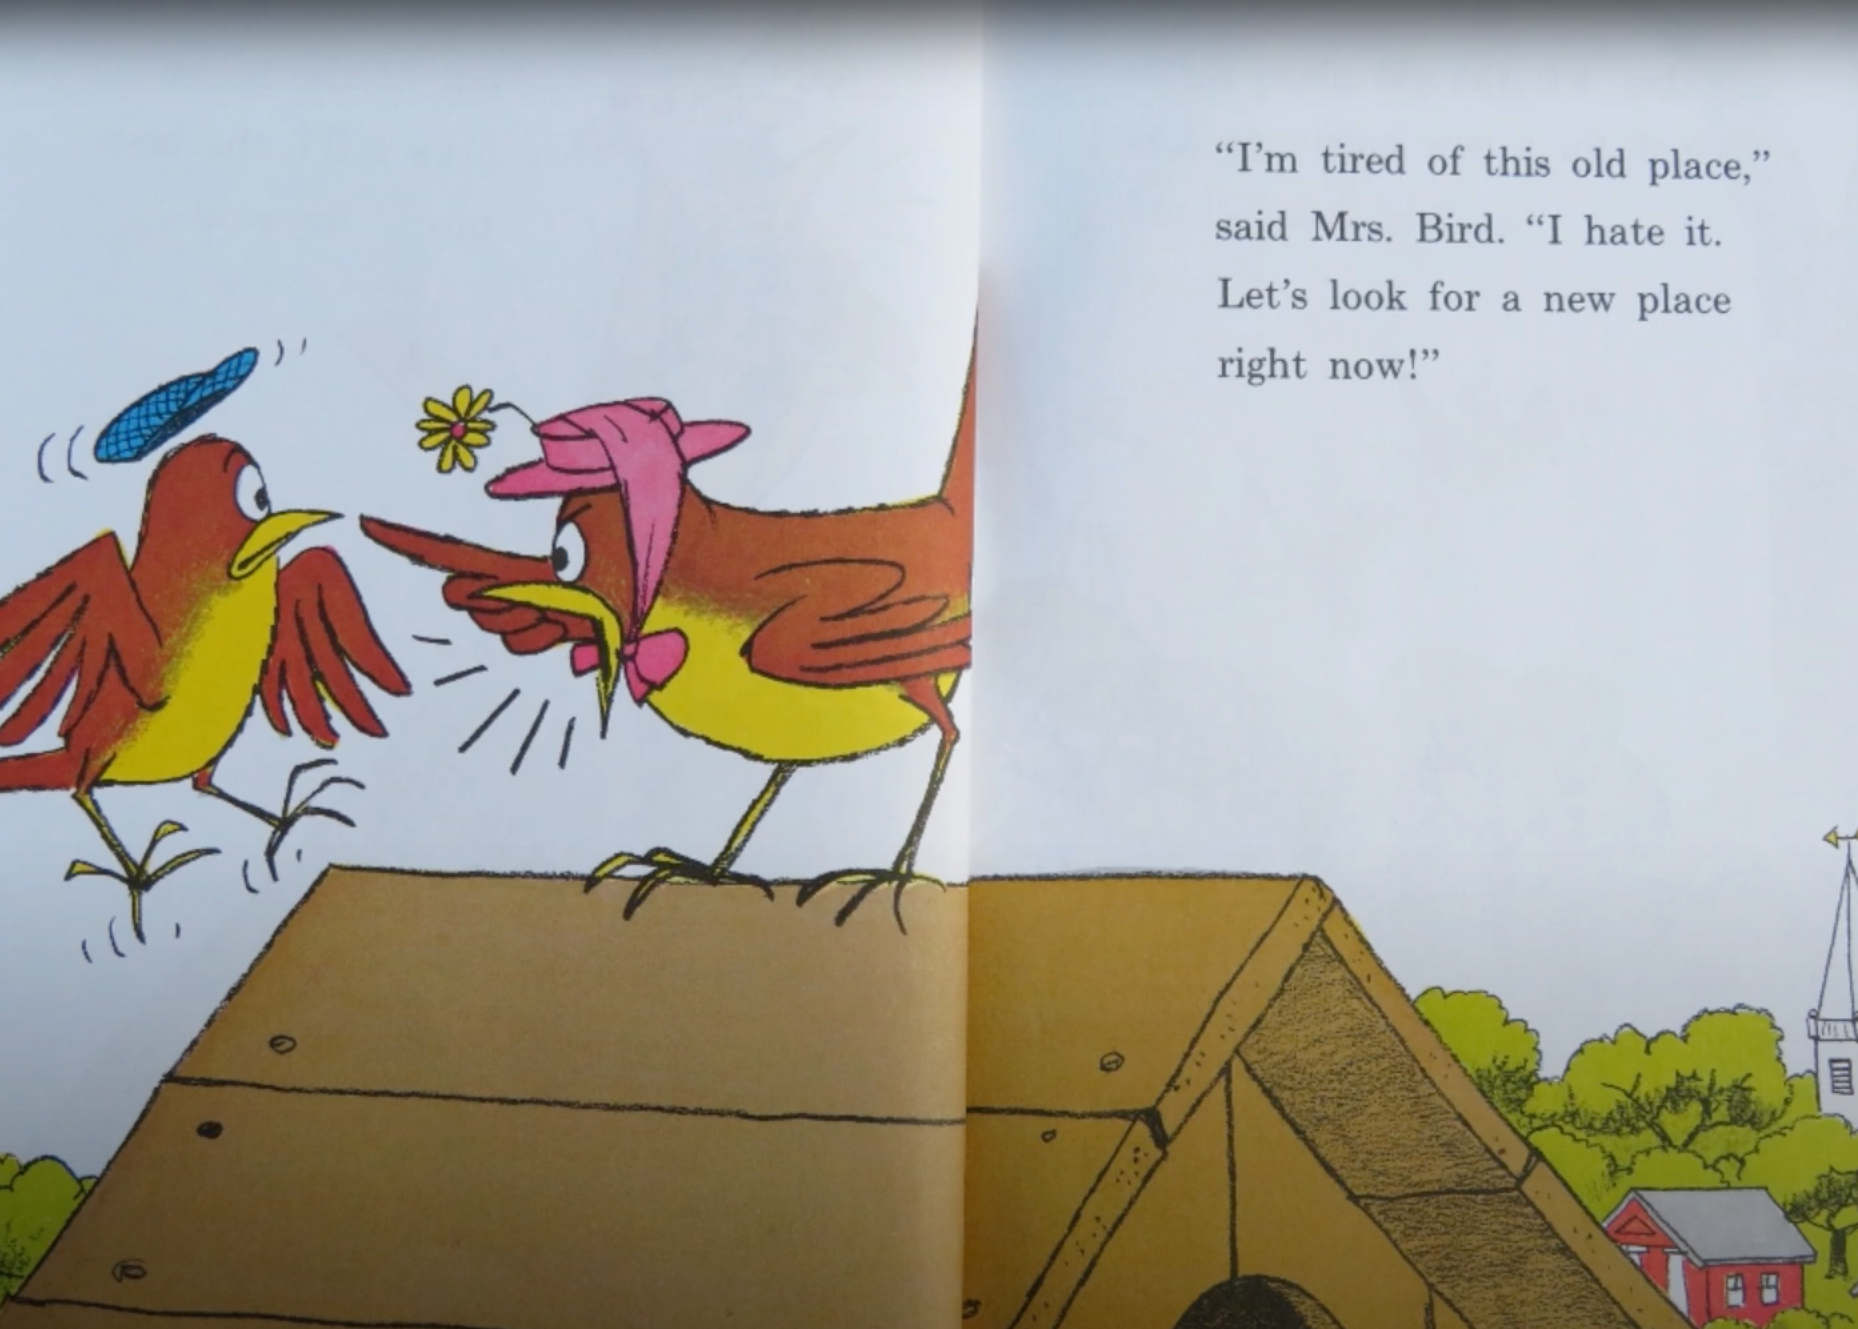 “I’m tired of this old place,”
said Mrs. Bird. “I hate it.
Let’s look for a new place
right now!”